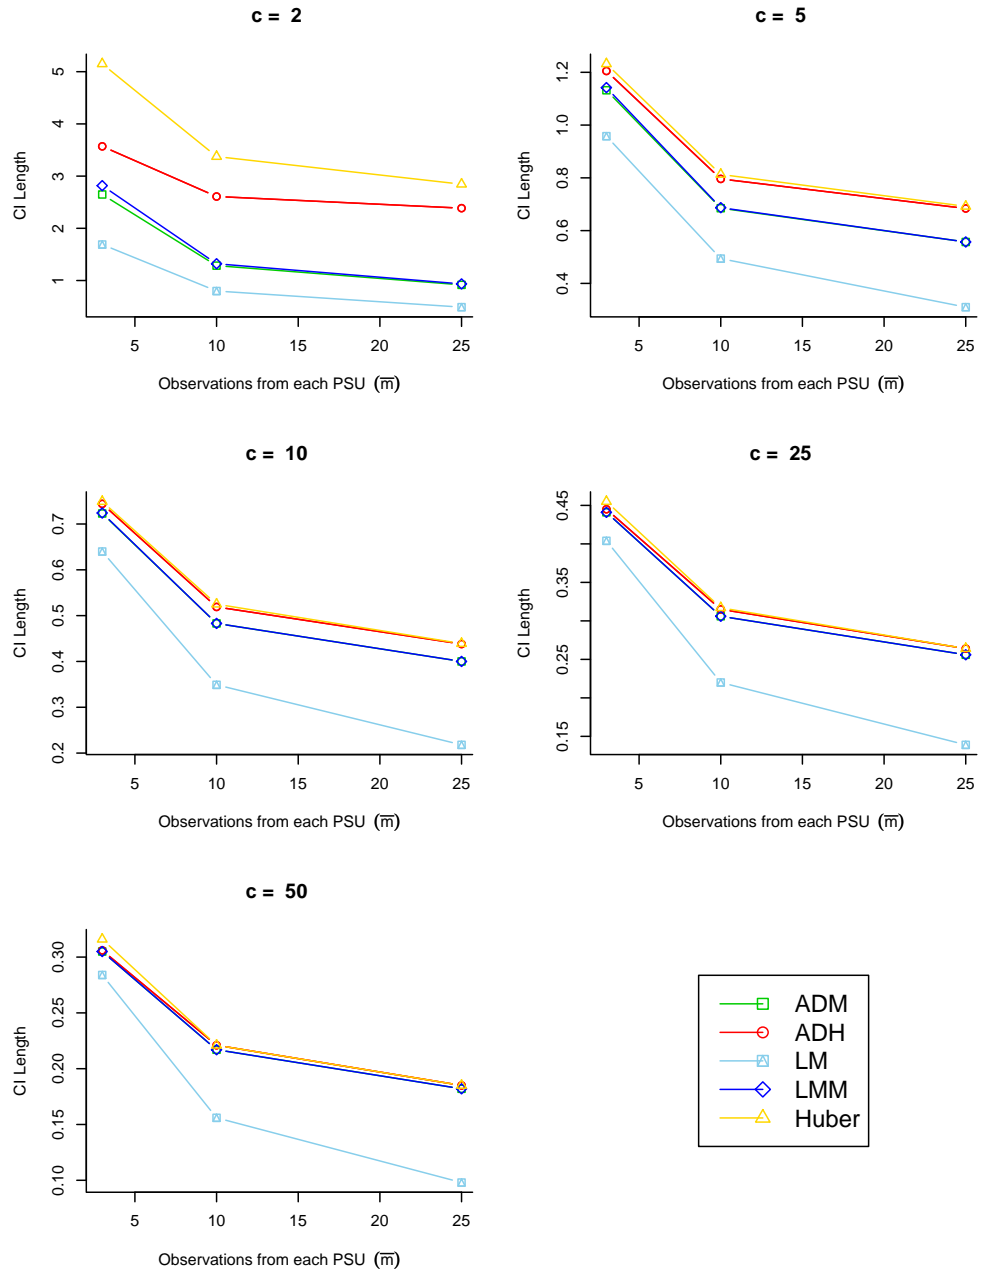 c = 2
CI Length
5
4
3
2
1
5 10 15 20 25
Observations from each PSU (m̅)
c = 5
CI Length
1.2
1.0
0.8
0.6
0.4
5 10 15 20 25
Observations from each PSU (m̅)
c = 10
CI Length
0.7
0.6
0.5
0.4
0.3
0.2
5 10 15 20 25
Observations from each PSU (m̅)
c = 25
CI Length
0.45
0.35
0.25
0.15
5 10 15 20 25
Observations from each PSU (m̅)
c = 50
CI Length
0.30
0.25
0.20
0.15
0.10
5 10 15 20 25
Observations from each PSU (m̅)
ADM
ADH
LM
LMM
Huber